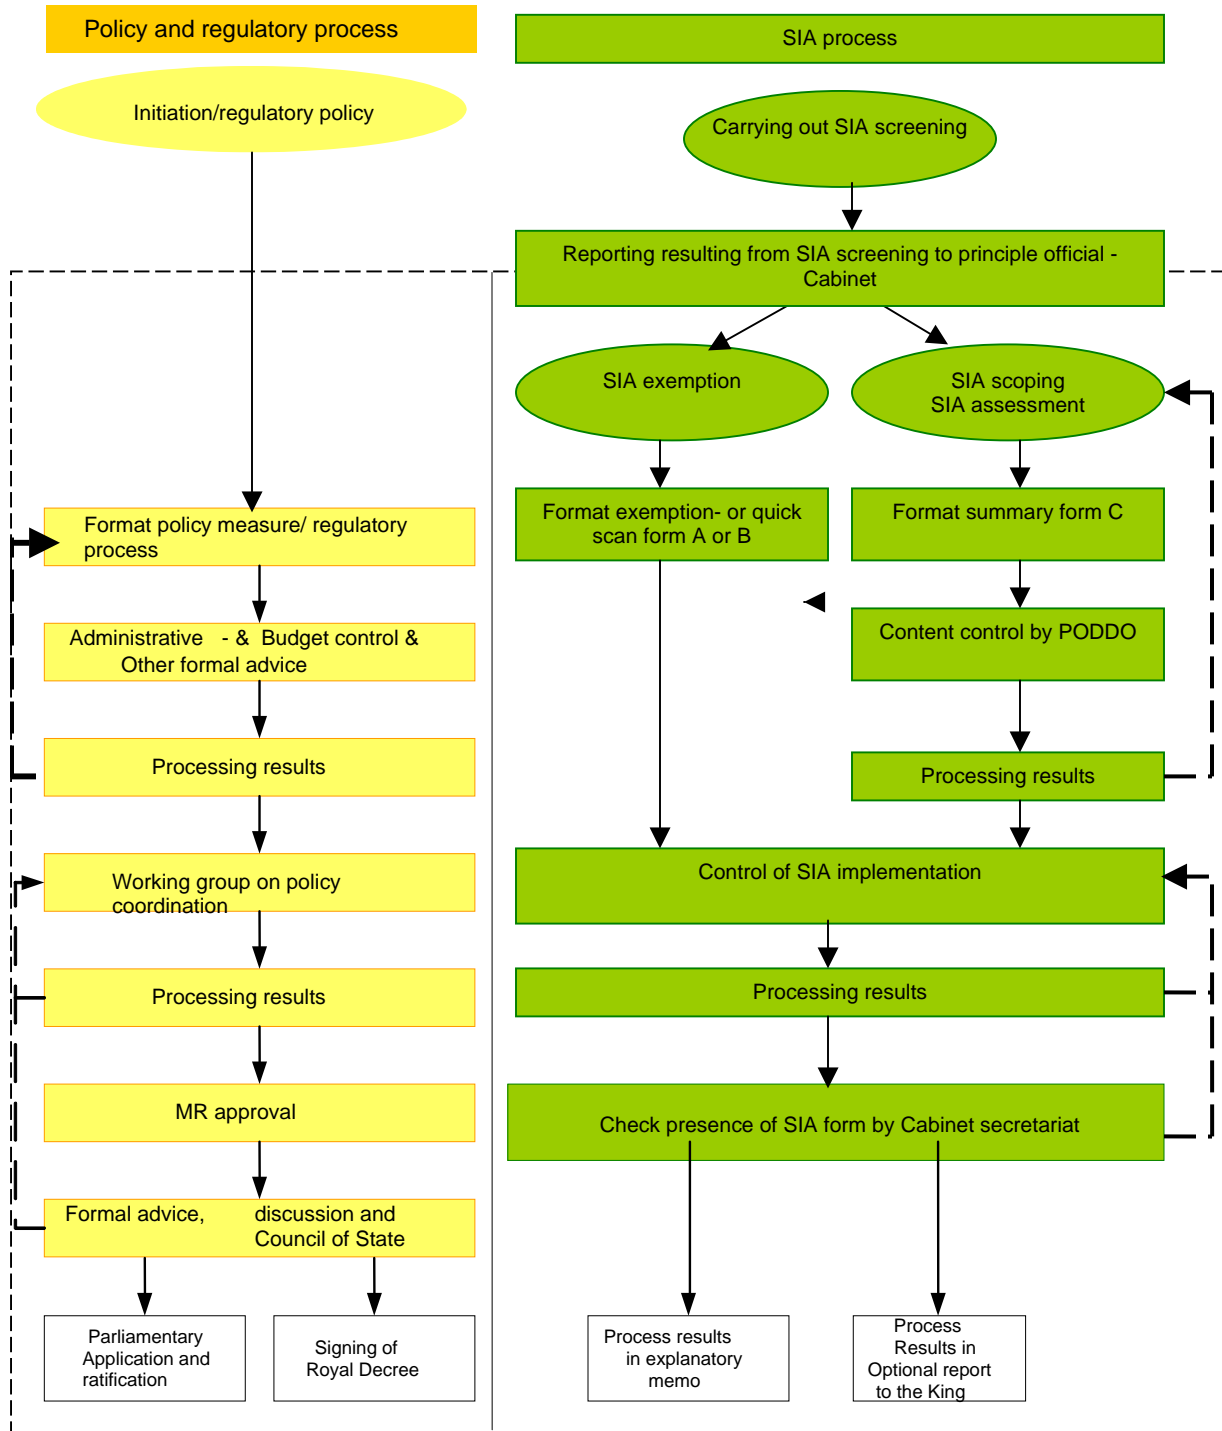 Policy and regulatory process
Initiation/regulatory policy
Format policy measure/ regulatory
process
Administrative - & Budget control &
Other formal advice
Processing results
Working group on policy
coordination
Processing results
MR approval
Formal advice, discussion and
Council of State
Parliamentary
Application and
ratification
Signing of
Royal Decree
SIA process
Carrying out SIA screening
Reporting resulting from SIA screening to principle official -
Cabinet
SIA exemption
SIA scoping
SIA assessment
Format exemption- or quick
scan form A or B
Format summary form C
Content control by PODDO
Processing results
Control of SIA implementation
Processing results
Check presence of SIA form by Cabinet secretariat
Process results
in explanatory
memo
Process
Results in
Optional report
to the King